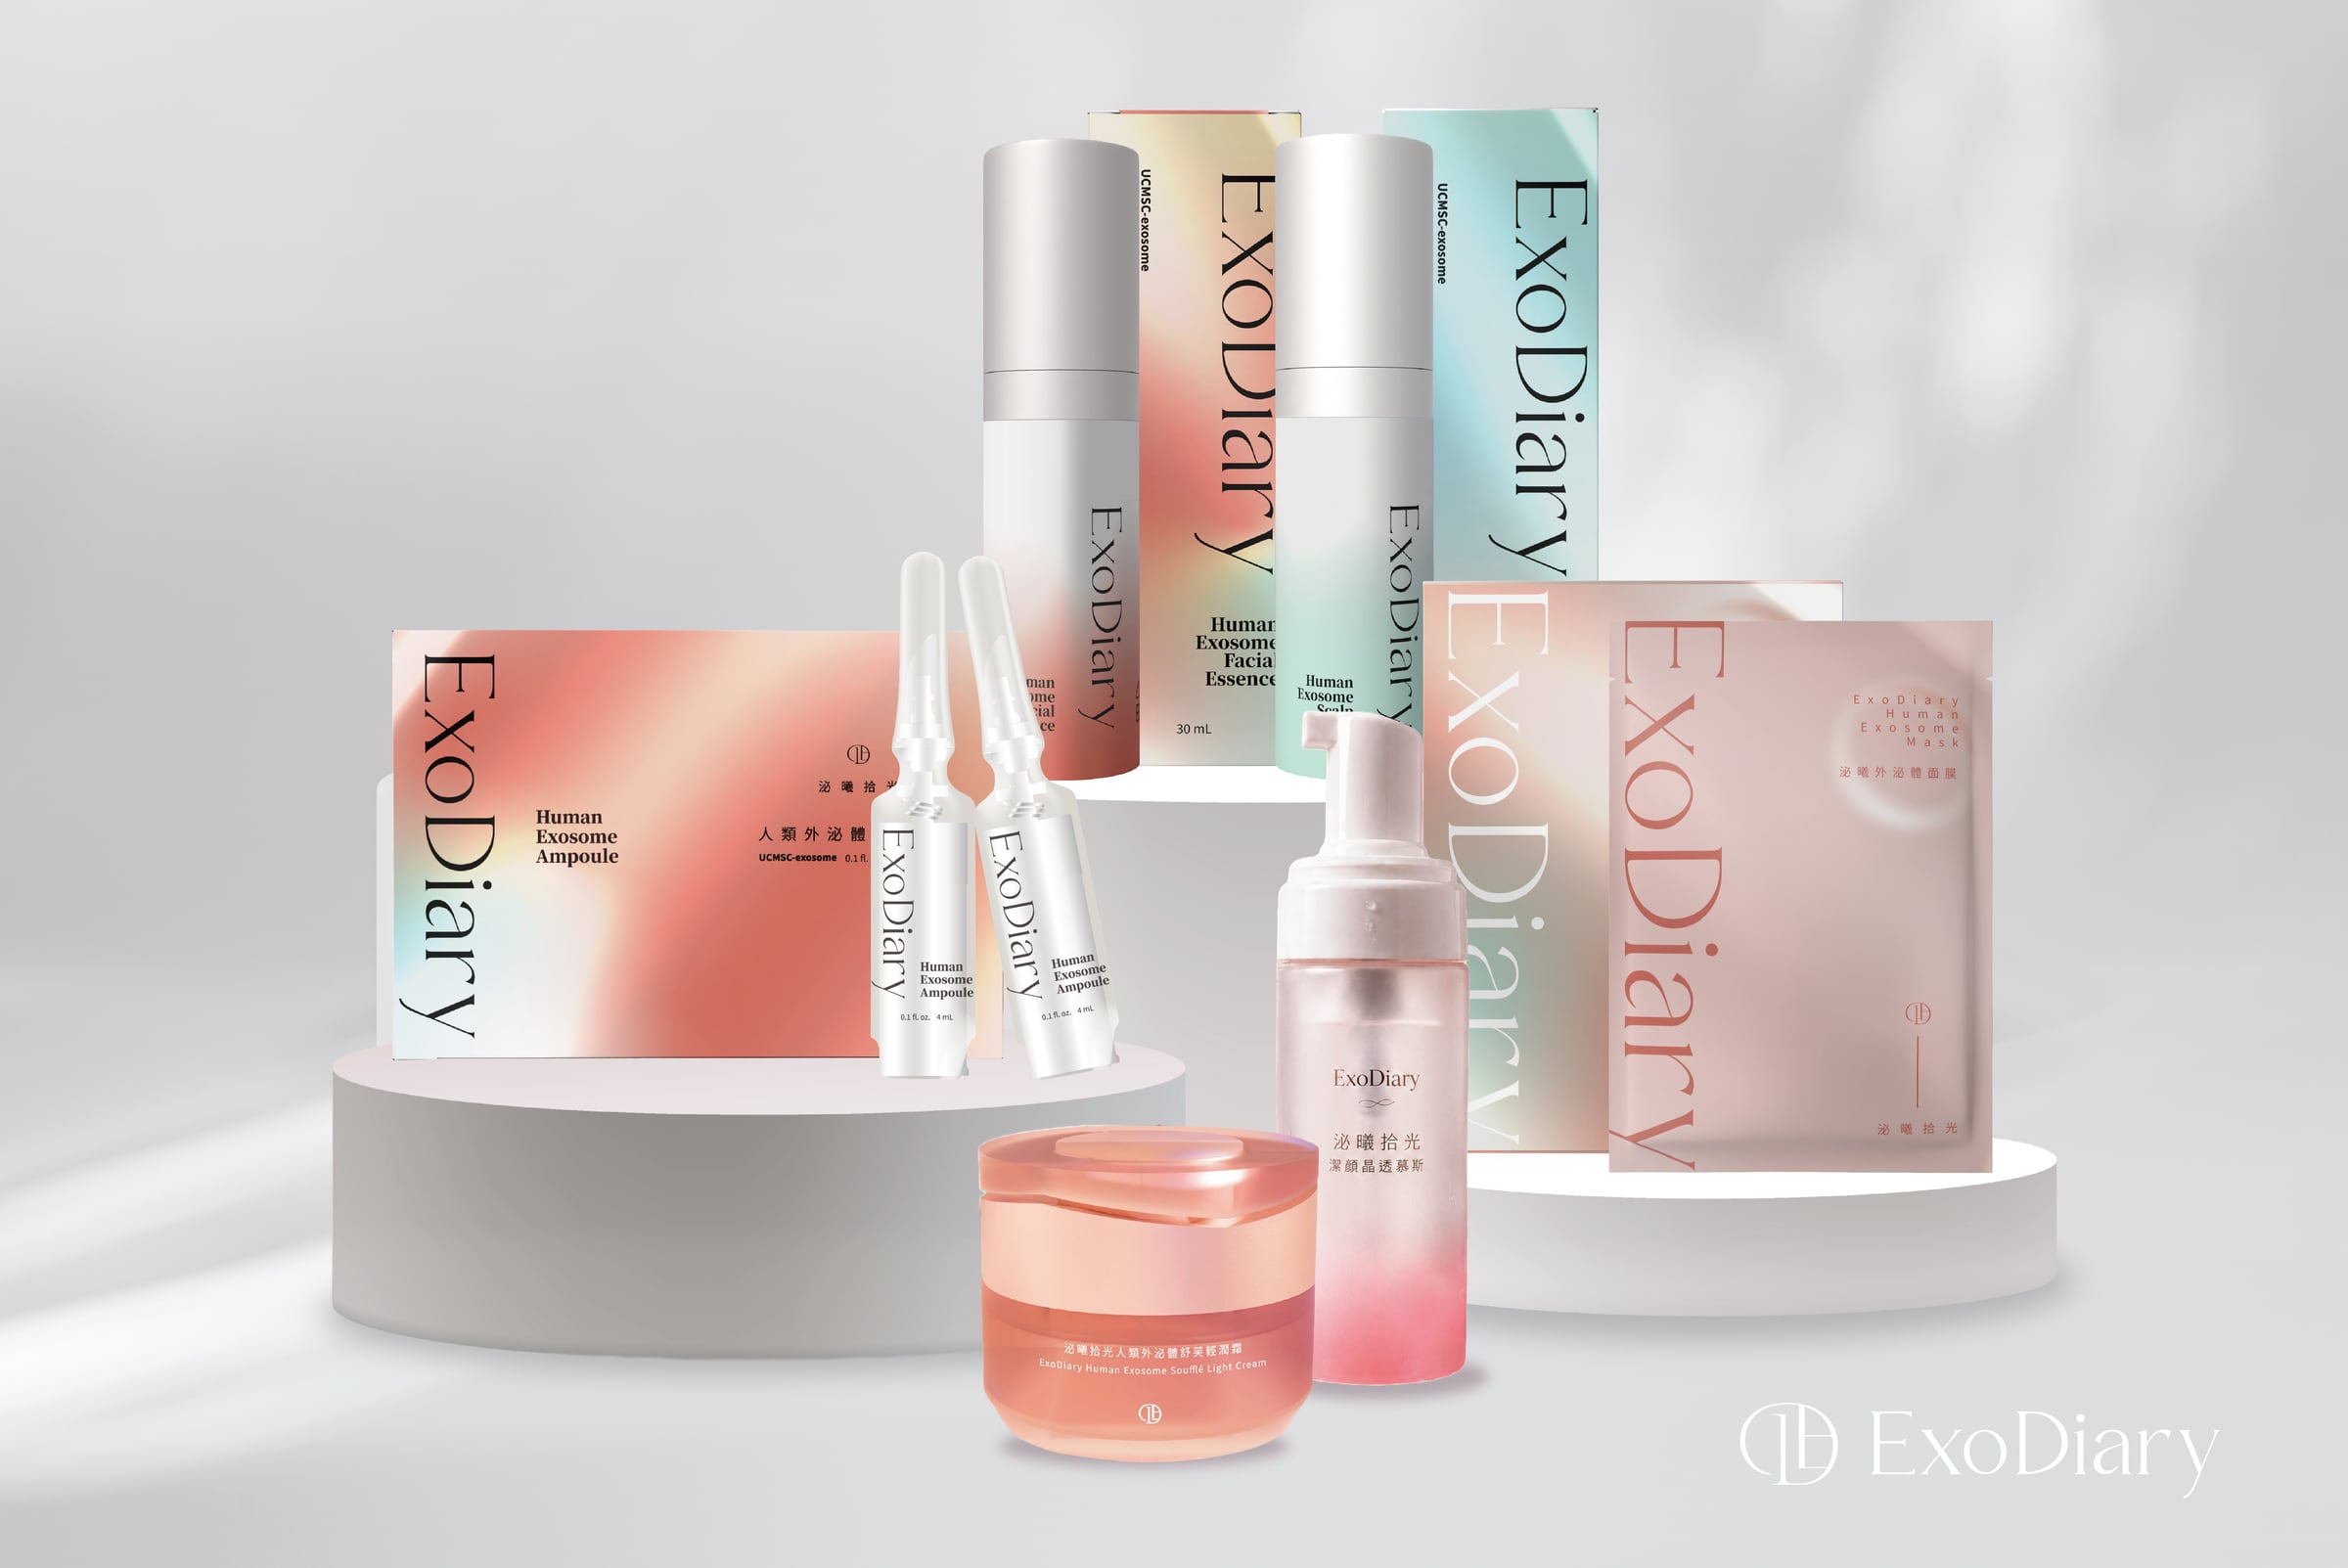 UCMSC-exosome
ExoDiary
Human
Exosome
Facial
Essence
30 mL
ExoDiary
UCMSC-exosome
ExoDiary
ExoDiary
Human
Exosome
Scalp
ExoDiary
Human
Exosome
Ampoule
泌曦拾光
人類外泌體
UCMSC-exosome 0.1 fl.
ExoDiary
Human
Exosome
Ampoule
0.1 fl. oz. 4 mL
ExoDiary
Human
Exosome
Ampoule
0.1 fl. oz. 4 mL
ExoDiary
ExoDiary
ExoDiary
Human
Exosome
Mask
泌曦外泌體面膜
泌曦拾光
ExoDiary
泌曦拾光
潔顏晶透慕斯
泌曦拾光人類外泌體舒芙輕潤霜
ExoDiary Human Exosome Soufflé Light Cream
ExoDiary